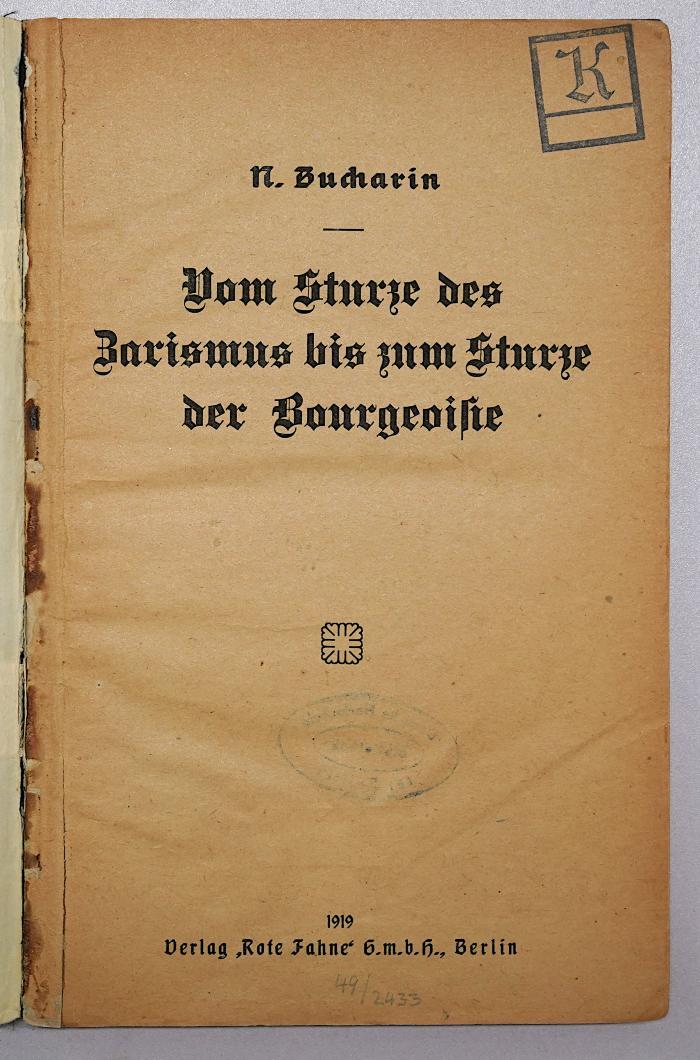 K
N. Bucharin
Vom Sturze des
Zarismus bis zum Sturze
der Bourgeoisie
1919
Verlag „Rote Fahne“ G.m.b.H., Berlin
49/2433